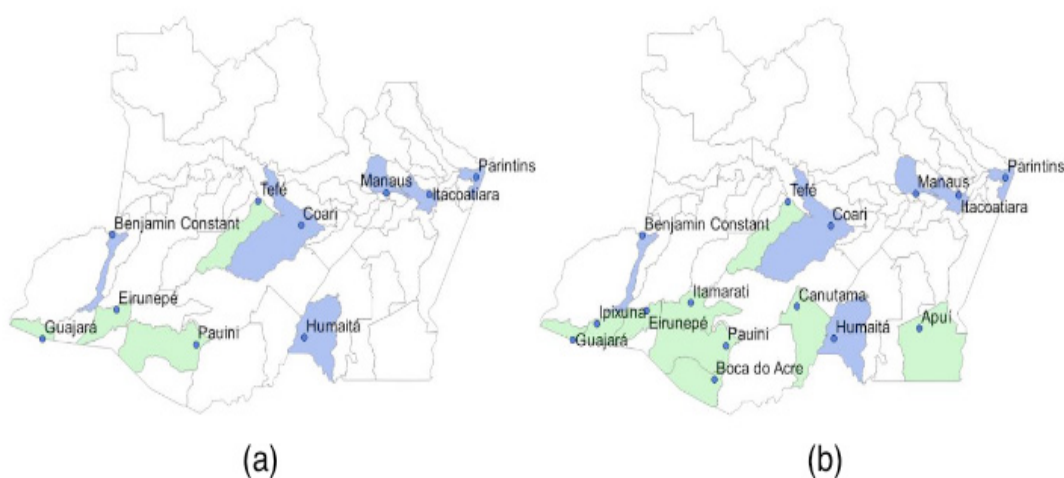 Parintins
Manaus
Itacoatiara
Tefé
Coari
Benjamin Constant
Eirunepé
Guajará
Pauini
Humaitá
(a)
Parintins
Manaus
Itacoatiara
Tefé
Coari
Benjamin Constant
Itamarati
Canutama
Ipixuna
Eirunepé
Apuí
Guajará
Pauini
Humaitá
Boca do Acre
(b)